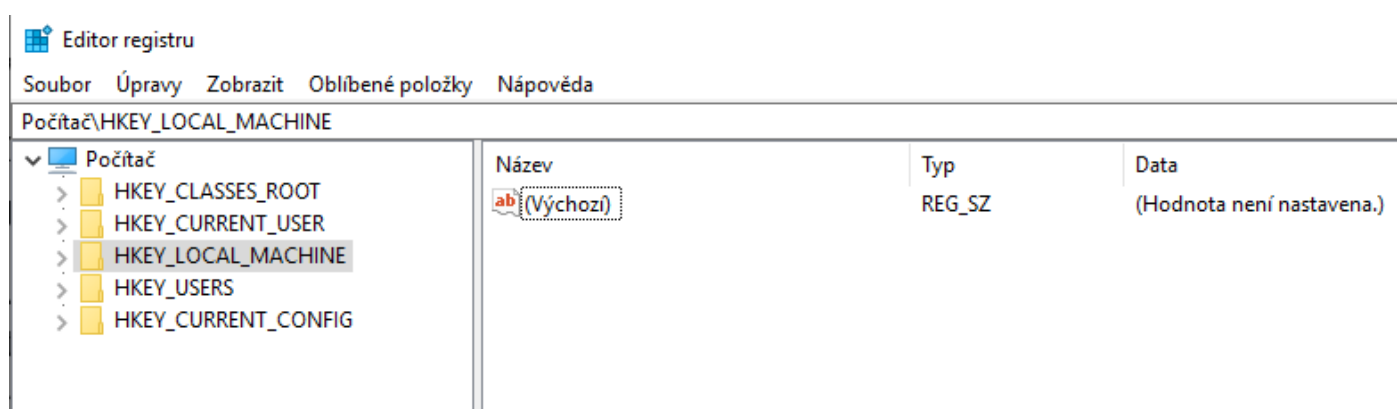 Editor registru
Soubor Úpravy Zobrazit Oblíbené položky Nápověda
Počítač\HKEY_LOCAL_MACHINE
Počítač
HKEY_CLASSES_ROOT
HKEY_CURRENT_USER
HKEY_LOCAL_MACHINE
HKEY_USERS
HKEY_CURRENT_CONFIG
Název Typ Data
ab (Výchozí) REG_SZ (Hodnota není nastavena.)